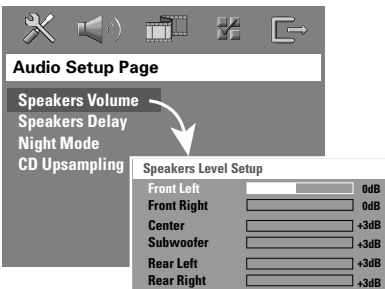 Audio Setup Page
Speakers Volume
Speakers Delay
Night Mode
CD Upsampling
Speakers Level Setup
Front Left 0dB
Front Right 0dB
Center +3dB
Subwoofer +3dB
Rear Left +3dB
Rear Right +3dB